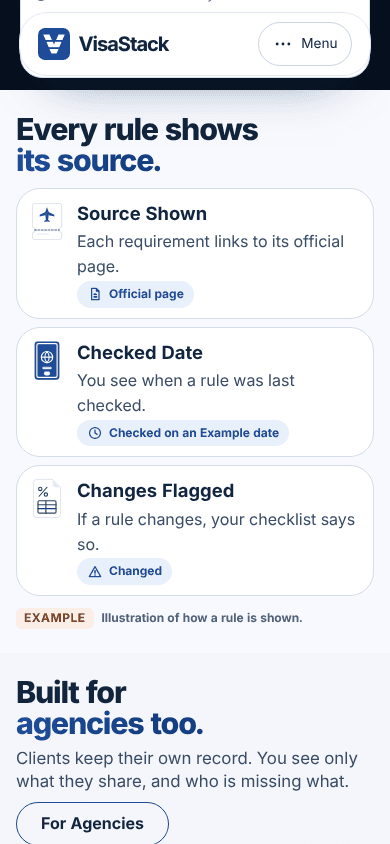 VisaStack
Menu
Every rule shows
its source.
Source Shown
Each requirement links to its official
page.
Official page
Checked Date
You see when a rule was last
checked.
Checked on an Example date
%
Changes Flagged
If a rule changes, your checklist says
so.
Changed
EXAMPLE Illustration of how a rule is shown.
Built for
agencies too.
Clients keep their own record. You see only
what they share, and who is missing what.
For Agencies